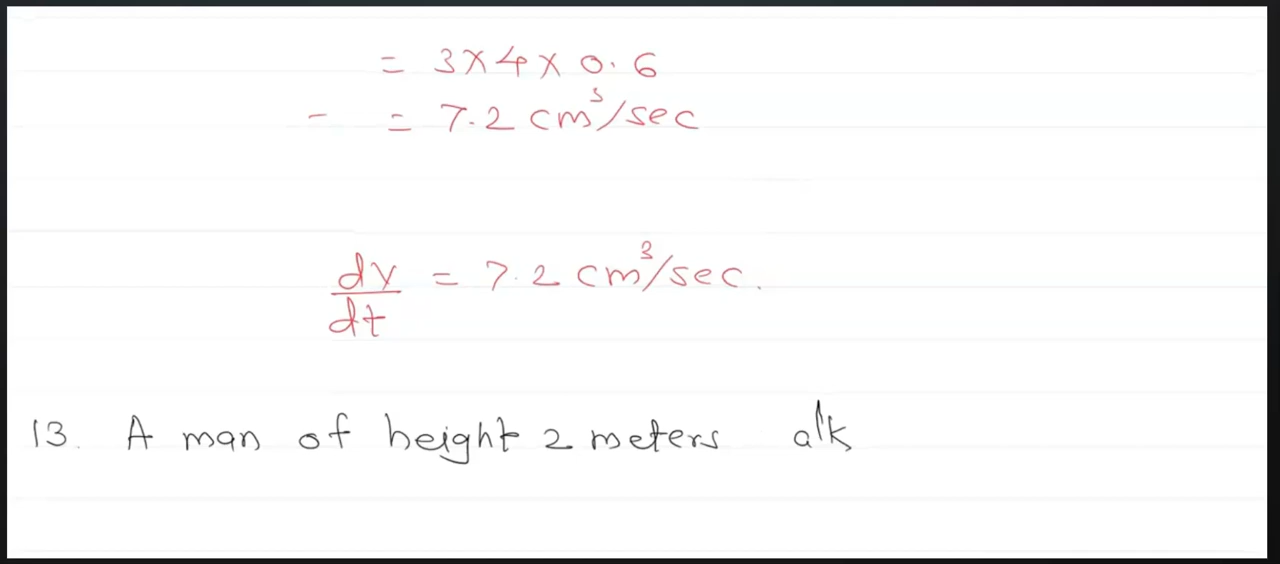 = 3×4×0.6
- = 7.2 cm³/sec
dv/dt = 7.2 cm³/sec.
13. A man of height 2 meters alk